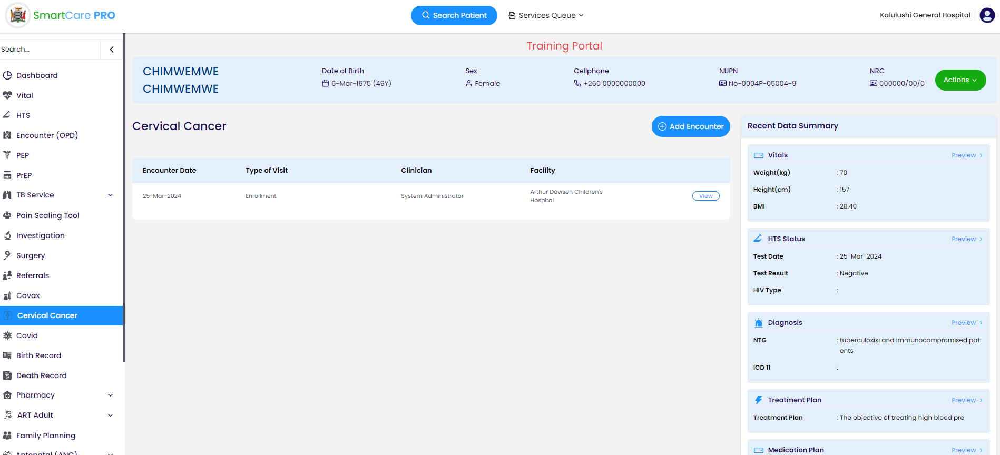 SmartCare PRO
Search Patient
Services Queue
Kalulushi General Hospital
Search...
Dashboard
Vital
HTS
Encounter (OPD)
PEP
PrEP
TB Service
Pain Scaling Tool
Investigation
Surgery
Referrals
Covax
Cervical Cancer
Covid
Birth Record
Death Record
Pharmacy
ART Adult
Family Planning
Antenatal (ANC)
Training Portal
CHIMWEMWE
CHIMWEMWE
Date of Birth
6-Mar-1975 (49Y)
Sex
Female
Cellphone
+260 0000000000
NUPN
No-0004P-05004-9
NRC
000000/00/0
Actions
Cervical Cancer
Add Encounter
Encounter Date Type of Visit Clinician Facility
25-Mar-2024 Enrollment System Administrator Arthur Davison Children's
Hospital
View
Recent Data Summary
Vitals Preview
Weight(kg) : 70
Height(cm) : 157
BMI : 28.40
HTS Status Preview
Test Date : 25-Mar-2024
Test Result : Negative
HIV Type :
Diagnosis Preview
NTG : tuberculosisi and immunocompromised pati
ents
ICD 11 :
Treatment Plan Preview
Treatment Plan : The objective of treating high blood pre
Medication Plan Preview